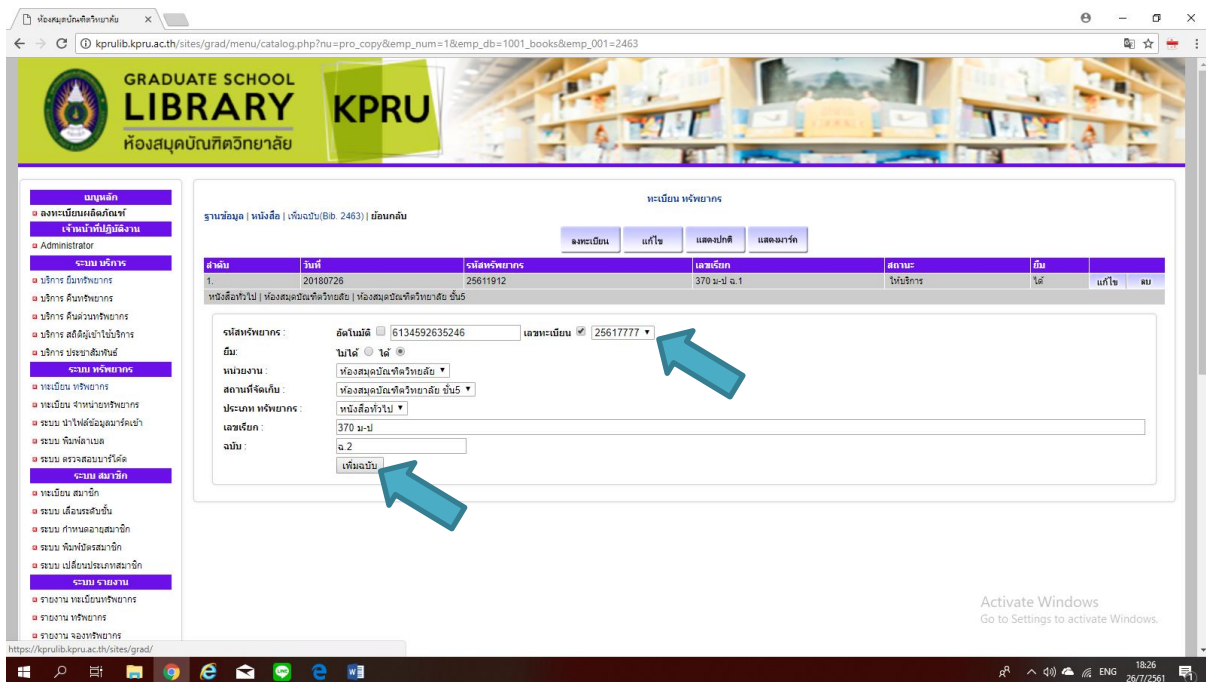 ห้องสมุดบัณฑิตวิทยาลัย
kprulib.kpru.ac.th/sites/grad/menu/catalog.php?nu=pro_copy&emp_num=1&emp_db=1001_books&emp_001=2463
GRADUATE SCHOOL
LIBRARY
ห้องสมุดบัณฑิตวิทยาลัย
KPRU
เมนูหลัก
ลงทะเบียนผลิตภัณฑ์
เจ้าหน้าที่ปฏิบัติงาน
Administrator
ระบบ บริการ
บริการ ยืมทรัพยากร
บริการ คืนทรัพยากร
บริการ คืนด่วนทรัพยากร
บริการ สถิติผู้เข้าใช้บริการ
บริการ ประชาสัมพันธ์
ระบบ ทรัพยากร
ทะเบียน ทรัพยากร
ทะเบียน จำหน่ายทรัพยากร
ระบบ นำไฟล์ข้อมูลมาร์คเข้า
ระบบ พิมพ์ลาเบล
ระบบ ตรวจสอบบาร์โค้ด
ระบบ สมาชิก
ทะเบียน สมาชิก
ระบบ เลื่อนระดับชั้น
ระบบ กำหนดอายุสมาชิก
ระบบ พิมพ์บัตรสมาชิก
ระบบ เปลี่ยนประเภทสมาชิก
ระบบ รายงาน
รายงาน ทะเบียนทรัพยากร
รายงาน ทรัพยากร
รายงาน จองทรัพยากร
ทะเบียน ทรัพยากร
ฐานข้อมูล | หนังสือ | เพิ่มฉบับ(Bib. 2463) | ย้อนกลับ
ลงทะเบียน แก้ไข แสดงปกติ แสดงมาร์ค
ลำดับ วันที่ รหัสทรัพยากร เลขเรียก สถานะ ยืม
1. 20180726 25611912 370 ม-ป ฉ.1 ให้บริการ ได้ แก้ไข ลบ
หนังสือทั่วไป | ห้องสมุดบัณฑิตวิทยลัย | ห้องสมุดบัณฑิตวิทยาลัย ชั้น5
รหัสทรัพยากร : อัตโนมัติ 6134592635246 เลขทะเบียน 25617777
ยืม: ไม่ได้ ได้
หน่วยงาน : ห้องสมุดบัณฑิตวิทยลัย
สถานที่จัดเก็บ : ห้องสมุดบัณฑิตวิทยาลัย ชั้น5
ประเภท ทรัพยากร : หนังสือทั่วไป
เลขเรียก : 370 ม-ป
ฉบับ : ฉ.2
เพิ่มฉบับ
Activate Windows
Go to Settings to activate Windows.
https://kprulib.kpru.ac.th/sites/grad/
ENG 18:26
26/7/2561